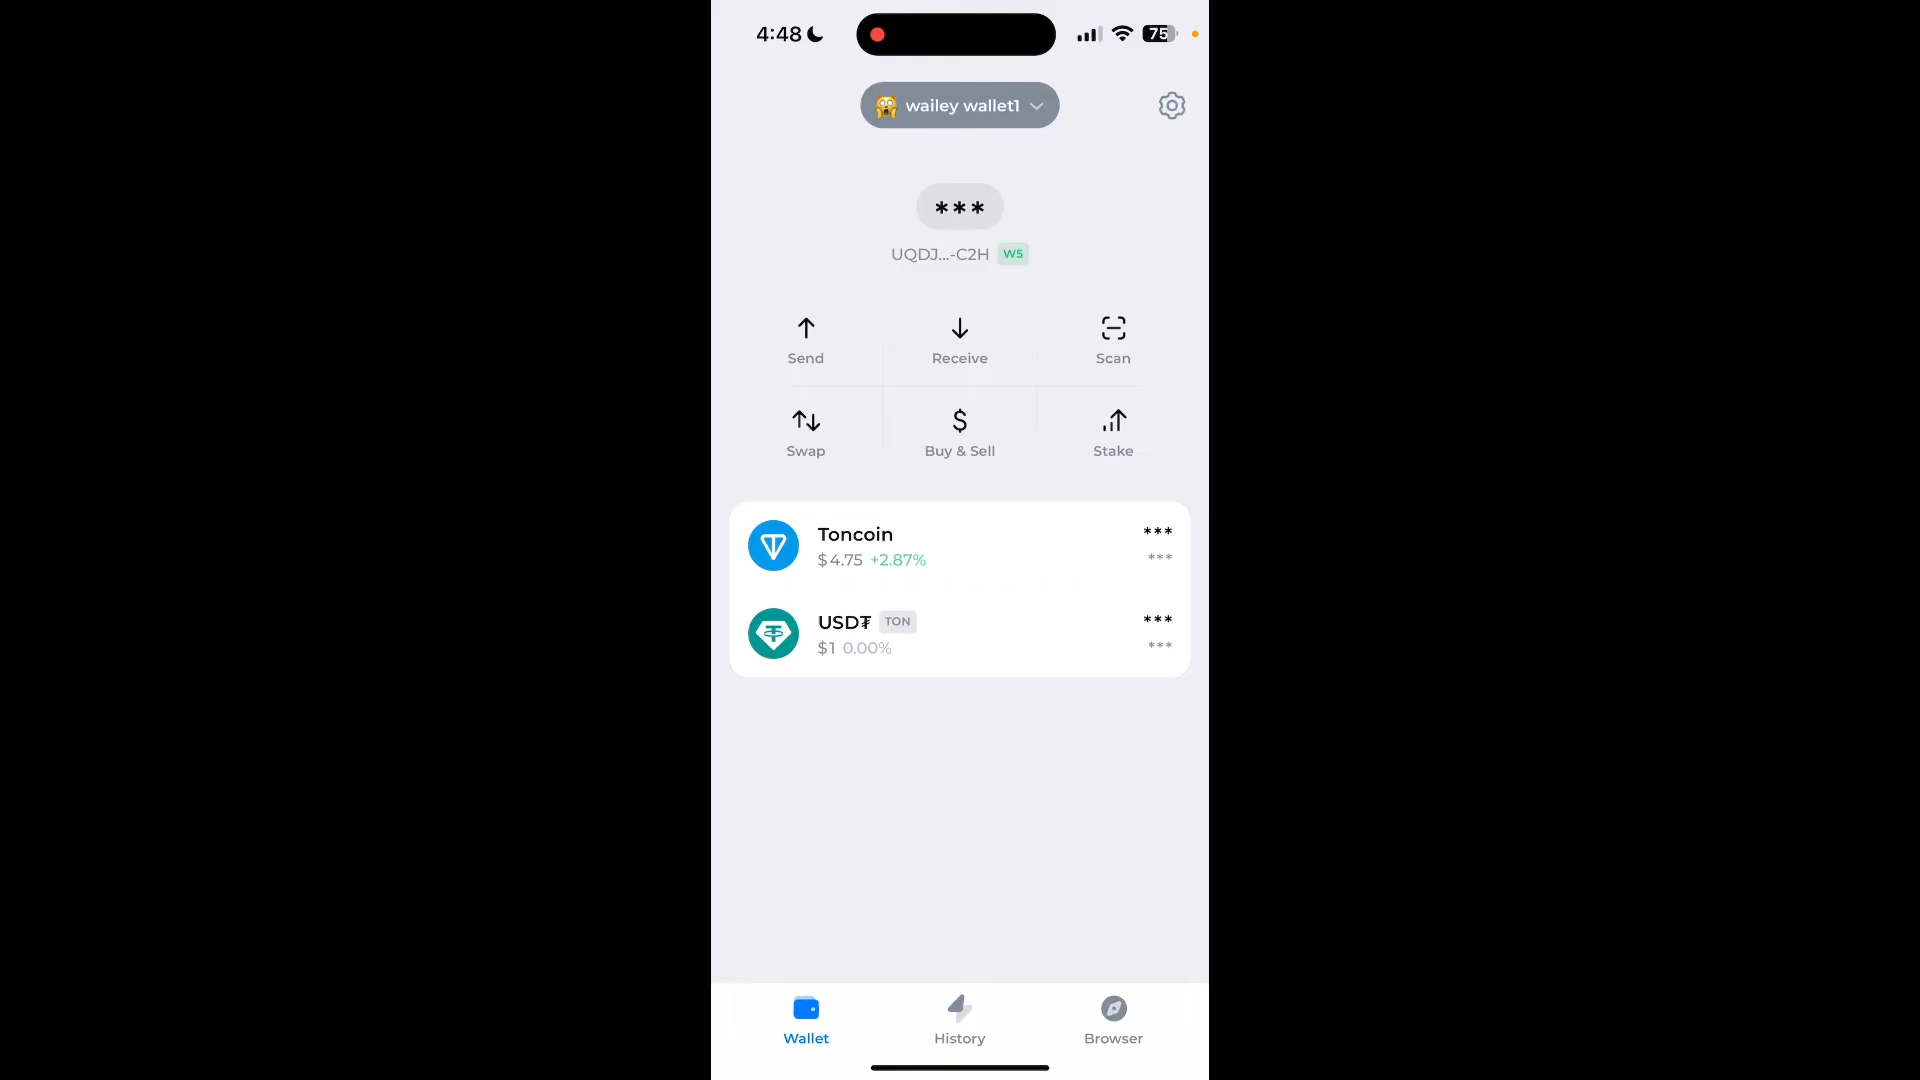 4:48
75
wailey wallet1
***
UQDJ...-C2H W5
Send Receive Scan
Swap Buy & Sell Stake
Toncoin ***
$4.75 +2.87% ***
USD₮ TON ***
$1 0.00% ***
Wallet History Browser